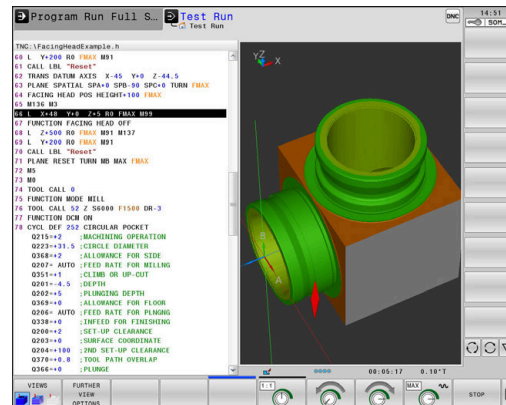 Program Run Full S... Test Run DNC 14:51
Test Run SOM_
TNC:\FacingHeadExample.h
60 L Y+200 R0 FMAX M91
61 CALL LBL "Reset"
62 TRANS DATUM AXIS X-45 Y+0 Z-44.5
63 PLANE SPATIAL SPA+0 SPB-90 SPC+0 TURN FMAX
64 FACING HEAD POS HEIGHT+100 FMAX
65 M136 M3
66 L X+48 Y+0 Z+5 R0 FMAX M99
67 FUNCTION FACING HEAD OFF
68 L Z+500 R0 FMAX M91 M137
69 L Y+200 R0 FMAX M91
70 CALL LBL "Reset"
71 PLANE RESET TURN MB MAX FMAX
72 M5
73 M0
74 TOOL CALL 0
75 FUNCTION MODE MILL
76 TOOL CALL 52 Z S6000 F1500 DR-3
77 FUNCTION DCM ON
78 CYCL DEF 252 CIRCULAR POCKET
Q215=+2 ;MACHINING OPERATION
Q223=+31.5 ;CIRCLE DIAMETER
Q368=+2 ;ALLOWANCE FOR SIDE
Q207= AUTO ;FEED RATE FOR MILLNG
Q351=+1 ;CLIMB OR UP-CUT
Q201=-4.5 ;DEPTH
Q202=+5 ;PLUNGING DEPTH
Q369=+0 ;ALLOWANCE FOR FLOOR
Q206= AUTO ;FEED RATE FOR PLNGNG
Q338=+0 ;INFEED FOR FINISHING
Q200=+2 ;SET-UP CLEARANCE
Q203=+0 ;SURFACE COORDINATE
Q204=+100 ;2ND SET-UP CLEARANCE
Q370=+0.8 ;TOOL PATH OVERLAP
Q366=+0 ;PLUNGE
Y Z X
B
A
00:05:17 0.10*T
VIEWS FURTHER VIEW OPTIONS 1:1 MAX STOP